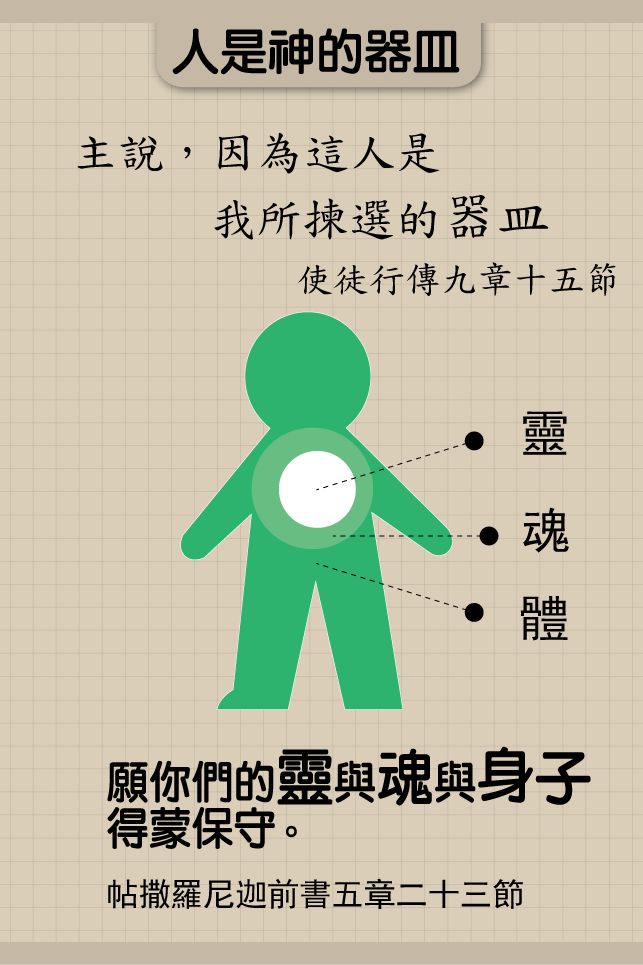 人是神的器皿
主說，因為這人是
我所揀選的器皿
使徒行傳九章十五節
靈
魂
體
願你們的靈與魂與身子
得蒙保守。
帖撒羅尼迦前書五章二十三節